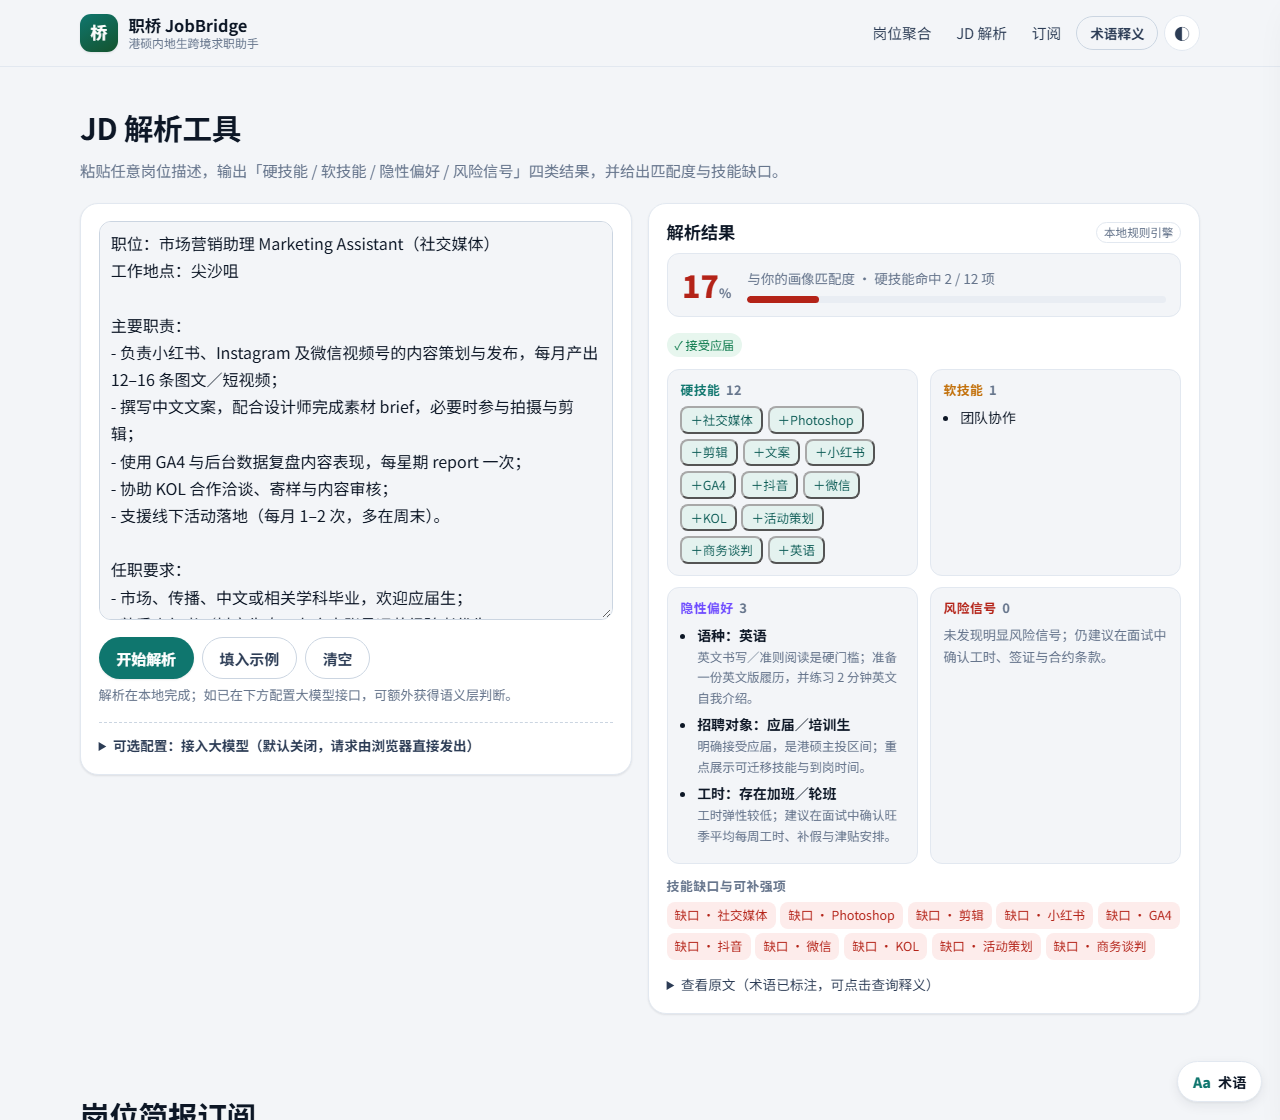 桥
职桥 JobBridge
港硕内地生跨境求职助手
岗位聚合
JD 解析
订阅
术语释义
JD 解析工具
粘贴任意岗位描述，输出「硬技能 / 软技能 / 隐性偏好 / 风险信号」四类结果，并给出匹配度与技能缺口。
职位：市场营销助理 Marketing Assistant（社交媒体）
工作地点：尖沙咀
主要职责：
- 负责小红书、Instagram 及微信视频号的内容策划与发布，每月产出
12–16 条图文／短视频；
- 撰写中文文案，配合设计师完成素材 brief，必要时参与拍摄与剪
辑；
- 使用 GA4 与后台数据复盘内容表现，每星期 report 一次；
- 协助 KOL 合作洽谈、寄样与内容审核；
- 支援线下活动落地（每月 1–2 次，多在周末）。
任职要求：
- 市场、传播、中文或相关学科毕业，欢迎应届生；
开始解析
填入示例
清空
解析在本地完成；如已在下方配置大模型接口，可额外获得语义层判断。
▶ 可选配置：接入大模型（默认关闭，请求由浏览器直接发出）
解析结果
本地规则引擎
17%
与你的画像匹配度 · 硬技能命中 2 / 12 项
✓ 接受应届
硬技能 12
＋社交媒体
＋Photoshop
＋剪辑
＋文案
＋小红书
＋GA4
＋抖音
＋微信
＋KOL
＋活动策划
＋商务谈判
＋英语
软技能 1
团队协作
隐性偏好 3
语种：英语
英文书写／准则阅读是硬门槛；准备
一份英文版履历，并练习 2 分钟英文
自我介绍。
招聘对象：应届／培训生
明确接受应届，是港硕主投区间；重
点展示可迁移技能与到岗时间。
工时：存在加班／轮班
工时弹性较低；建议在面试中确认旺
季平均每周工时、补假与津贴安排。
风险信号 0
未发现明显风险信号；仍建议在面试中
确认工时、签证与合约条款。
技能缺口与可补强项
缺口 · 社交媒体
缺口 · Photoshop
缺口 · 剪辑
缺口 · 小红书
缺口 · GA4
缺口 · 抖音
缺口 · 微信
缺口 · KOL
缺口 · 活动策划
缺口 · 商务谈判
▶ 查看原文（术语已标注，可点击查询释义）
Aa 术语
岗位简报订阅